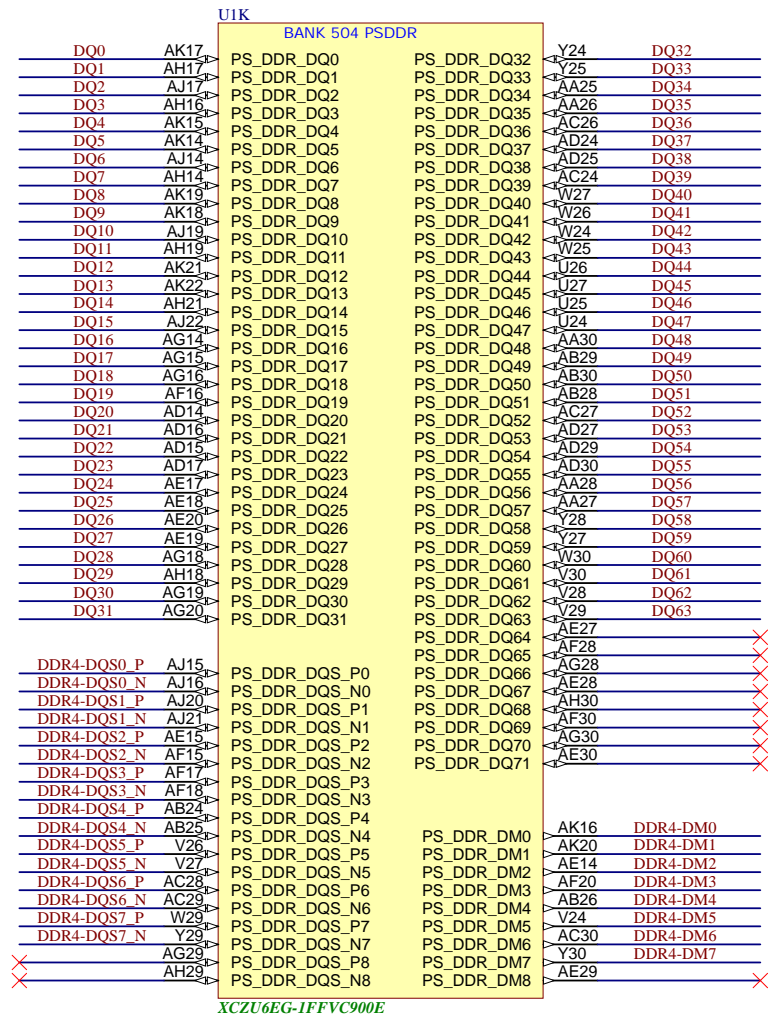 U1K
BANK 504 PSDDR
DQ0 AK17 PS_DDR_DQ0 PS_DDR_DQ32 Y24 DQ32
DQ1 AH17 PS_DDR_DQ1 PS_DDR_DQ33 Y25 DQ33
DQ2 AJ17 PS_DDR_DQ2 PS_DDR_DQ34 AA25 DQ34
DQ3 AH16 PS_DDR_DQ3 PS_DDR_DQ35 AA26 DQ35
DQ4 AK15 PS_DDR_DQ4 PS_DDR_DQ36 AC26 DQ36
DQ5 AK14 PS_DDR_DQ5 PS_DDR_DQ37 AD24 DQ37
DQ6 AJ14 PS_DDR_DQ6 PS_DDR_DQ38 AD25 DQ38
DQ7 AH14 PS_DDR_DQ7 PS_DDR_DQ39 AC24 DQ39
DQ8 AK19 PS_DDR_DQ8 PS_DDR_DQ40 W27 DQ40
DQ9 AK18 PS_DDR_DQ9 PS_DDR_DQ41 W26 DQ41
DQ10 AJ19 PS_DDR_DQ10 PS_DDR_DQ42 W24 DQ42
DQ11 AH19 PS_DDR_DQ11 PS_DDR_DQ43 W25 DQ43
DQ12 AK21 PS_DDR_DQ12 PS_DDR_DQ44 U26 DQ44
DQ13 AK22 PS_DDR_DQ13 PS_DDR_DQ45 U27 DQ45
DQ14 AH21 PS_DDR_DQ14 PS_DDR_DQ46 U25 DQ46
DQ15 AJ22 PS_DDR_DQ15 PS_DDR_DQ47 U24 DQ47
DQ16 AG14 PS_DDR_DQ16 PS_DDR_DQ48 AA30 DQ48
DQ17 AG15 PS_DDR_DQ17 PS_DDR_DQ49 AB29 DQ49
DQ18 AG16 PS_DDR_DQ18 PS_DDR_DQ50 AB30 DQ50
DQ19 AF16 PS_DDR_DQ19 PS_DDR_DQ51 AB28 DQ51
DQ20 AD14 PS_DDR_DQ20 PS_DDR_DQ52 AC27 DQ52
DQ21 AD16 PS_DDR_DQ21 PS_DDR_DQ53 AD27 DQ53
DQ22 AD15 PS_DDR_DQ22 PS_DDR_DQ54 AD29 DQ54
DQ23 AD17 PS_DDR_DQ23 PS_DDR_DQ55 AD30 DQ55
DQ24 AE17 PS_DDR_DQ24 PS_DDR_DQ56 AA28 DQ56
DQ25 AE18 PS_DDR_DQ25 PS_DDR_DQ57 AA27 DQ57
DQ26 AE20 PS_DDR_DQ26 PS_DDR_DQ58 Y28 DQ58
DQ27 AE19 PS_DDR_DQ27 PS_DDR_DQ59 Y27 DQ59
DQ28 AG18 PS_DDR_DQ28 PS_DDR_DQ60 W30 DQ60
DQ29 AH18 PS_DDR_DQ29 PS_DDR_DQ61 V30 DQ61
DQ30 AG19 PS_DDR_DQ30 PS_DDR_DQ62 V28 DQ62
DQ31 AG20 PS_DDR_DQ31 PS_DDR_DQ63 V29 DQ63
PS_DDR_DQ64 AE27
PS_DDR_DQ65 AF28
DDR4-DQS0_P AJ15 PS_DDR_DQS_P0 PS_DDR_DQ66 AG28
DDR4-DQS0_N AJ16 PS_DDR_DQS_N0 PS_DDR_DQ67 AE28
DDR4-DQS1_P AJ20 PS_DDR_DQS_P1 PS_DDR_DQ68 AH30
DDR4-DQS1_N AJ21 PS_DDR_DQS_N1 PS_DDR_DQ69 AF30
DDR4-DQS2_P AE15 PS_DDR_DQS_P2 PS_DDR_DQ70 AG30
DDR4-DQS2_N AF15 PS_DDR_DQS_N2 PS_DDR_DQ71 AE30
DDR4-DQS3_P AF17 PS_DDR_DQS_P3
DDR4-DQS3_N AF18 PS_DDR_DQS_N3
DDR4-DQS4_P AB24 PS_DDR_DQS_P4
DDR4-DQS4_N AB25 PS_DDR_DQS_N4 PS_DDR_DM0 AK16 DDR4-DM0
DDR4-DQS5_P V26 PS_DDR_DQS_P5 PS_DDR_DM1 AK20 DDR4-DM1
DDR4-DQS5_N V27 PS_DDR_DQS_N5 PS_DDR_DM2 AE14 DDR4-DM2
DDR4-DQS6_P AC28 PS_DDR_DQS_P6 PS_DDR_DM3 AF20 DDR4-DM3
DDR4-DQS6_N AC29 PS_DDR_DQS_N6 PS_DDR_DM4 AB26 DDR4-DM4
DDR4-DQS7_P W29 PS_DDR_DQS_P7 PS_DDR_DM5 V24 DDR4-DM5
DDR4-DQS7_N Y29 PS_DDR_DQS_N7 PS_DDR_DM6 AC30 DDR4-DM6
AG29 PS_DDR_DQS_P8 PS_DDR_DM7 Y30 DDR4-DM7
AH29 PS_DDR_DQS_N8 PS_DDR_DM8 AE29
XCZU6EG-1FFVC900E